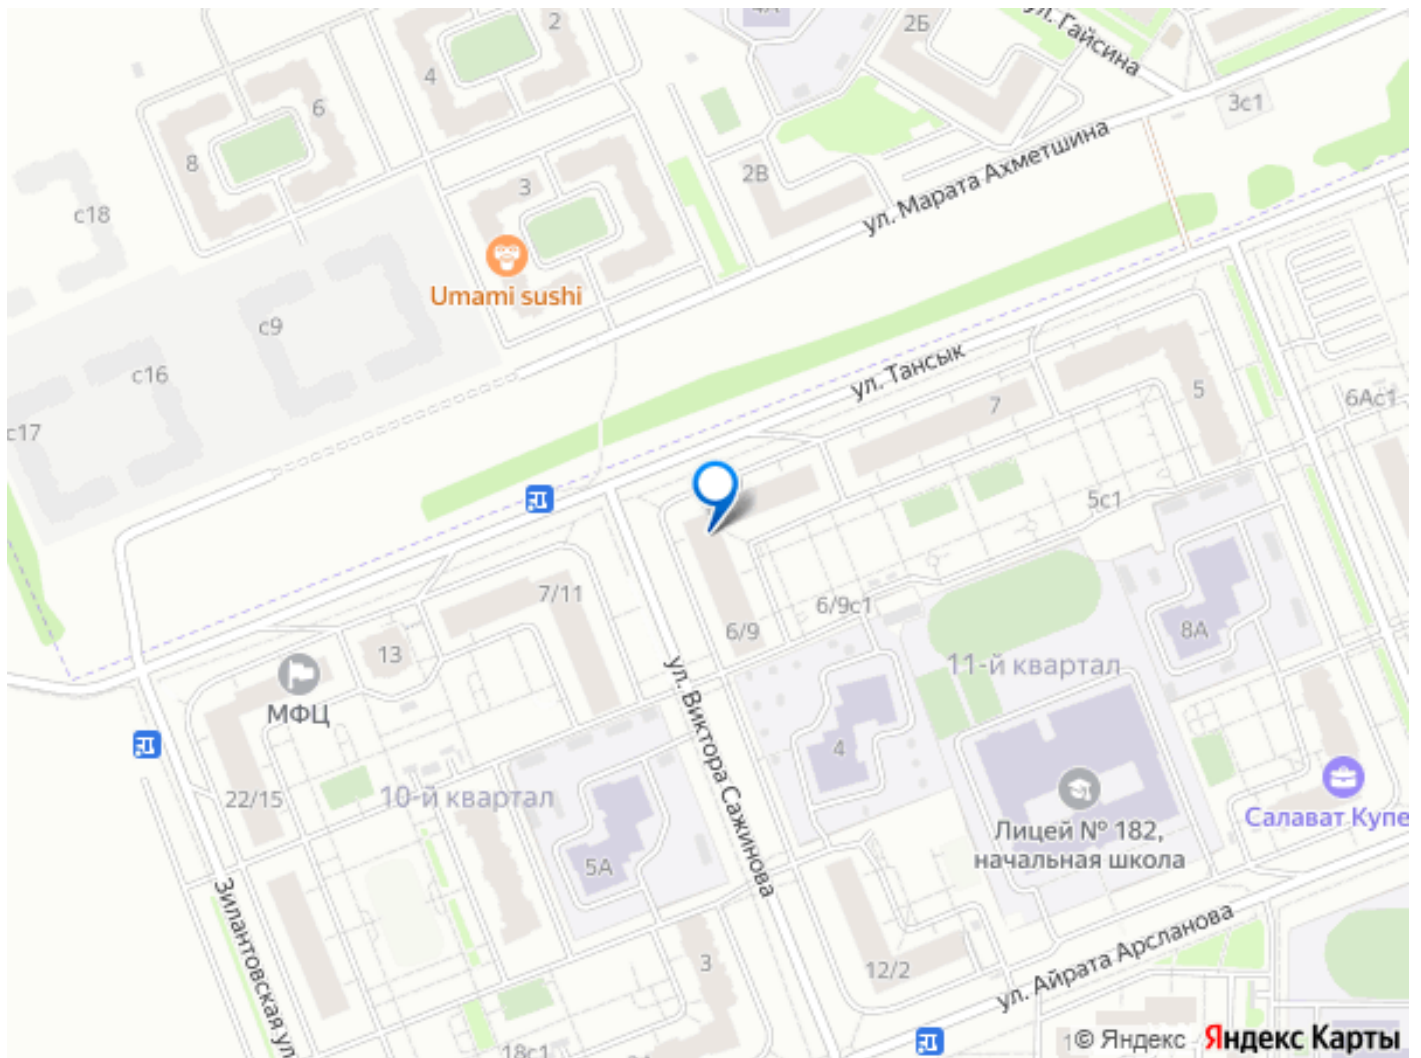 4А
2Б
ул. Гайсина
2
4
3с1
6
8
ул. Марата Ахметшина
2В
3
с18
Umami sushi
с9
ул. Тансык
с16
5
7
6Ас1
с17
5с1
7/11
6/9с1
6/9
8А
13
11-й квартал
МФЦ
ул. Виктора Сажинова
4
22/15
10-й квартал
Салават Купе
Лицей № 182,
начальная школа
5А
Зилантовская ул
ул. Айрата Арсланова
3
12/2
18с1
© Яндекс
Яндекс Карты